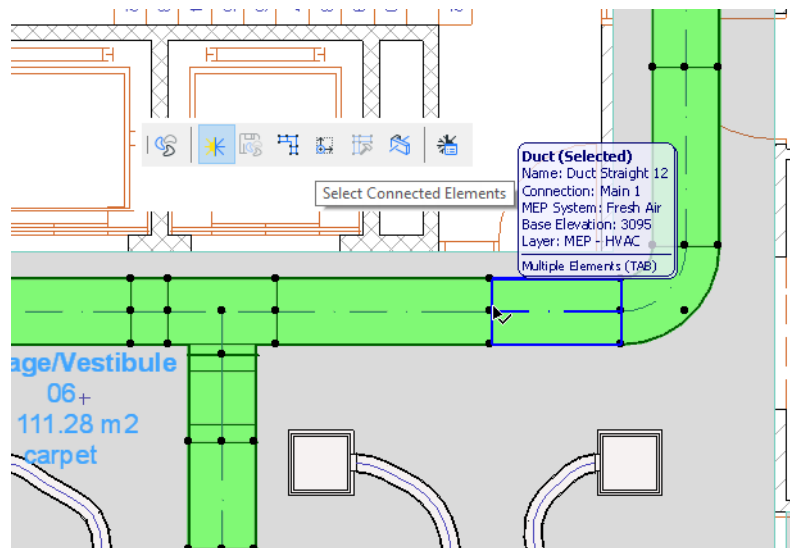 Select Connected Elements
Duct (Selected)
Name: Duct Straight 12
Connection: Main 1
MEP System: Fresh Air
Base Elevation: 3095
Layer: MEP - HVAC
Multiple Elements (TAB)
age/Vestibule
06
111.28 m2
carpet